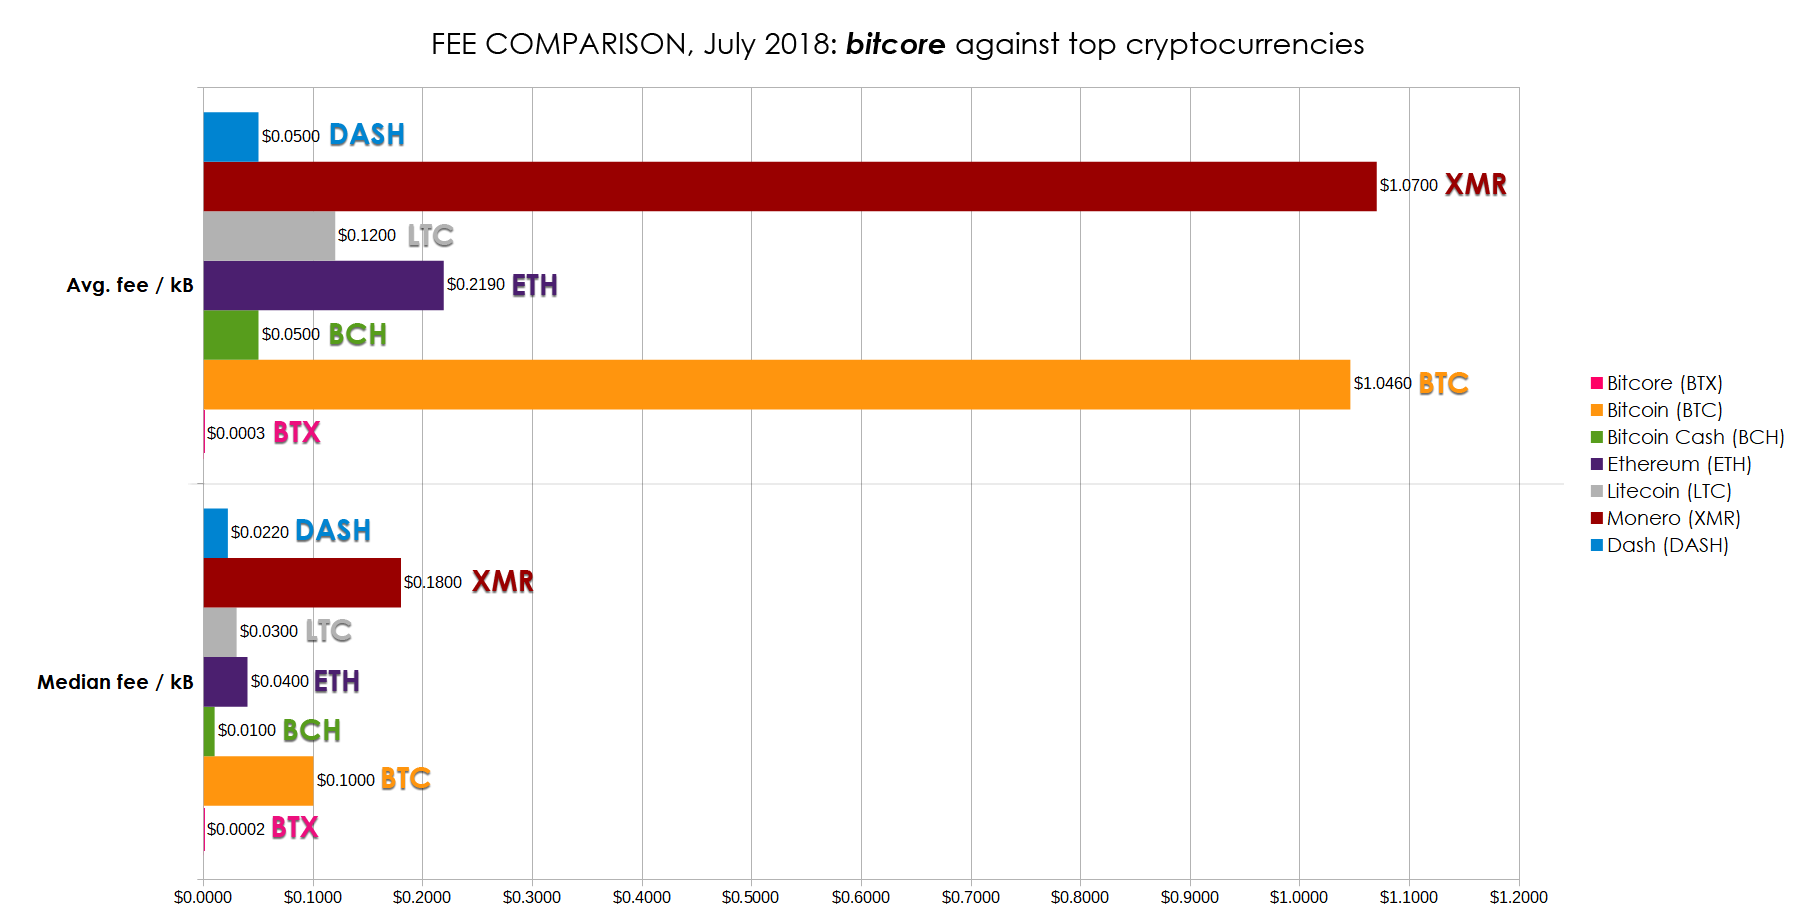 FEE COMPARISON, July 2018: bitcore against top cryptocurrencies
$0.0500 DASH
$1.0700 XMR
$0.1200 LTC
Avg. fee / kB
$0.2190 ETH
$0.0500 BCH
$1.0460 BTC
$0.0003 BTX
$0.0220 DASH
$0.1800 XMR
$0.0300 LTC
Median fee / kB
$0.0400 ETH
$0.0100 BCH
$0.1000 BTC
$0.0002 BTX
$0.0000 $0.1000 $0.2000 $0.3000 $0.4000 $0.5000 $0.6000 $0.7000 $0.8000 $0.9000 $1.0000 $1.1000 $1.2000
Bitcore (BTX)
Bitcoin (BTC)
Bitcoin Cash (BCH)
Ethereum (ETH)
Litecoin (LTC)
Monero (XMR)
Dash (DASH)